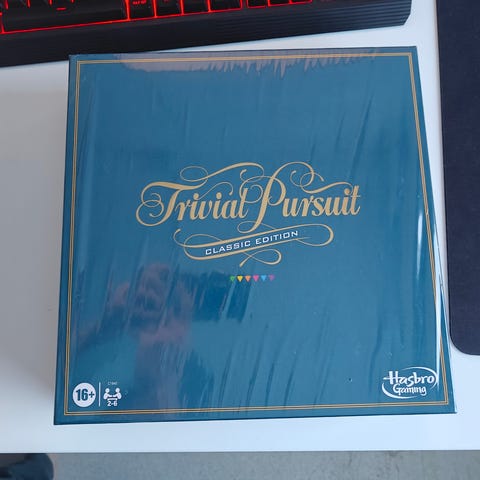 Trivial Pursuit
CLASSIC EDITION
16+
2-6
Hasbro
Gaming